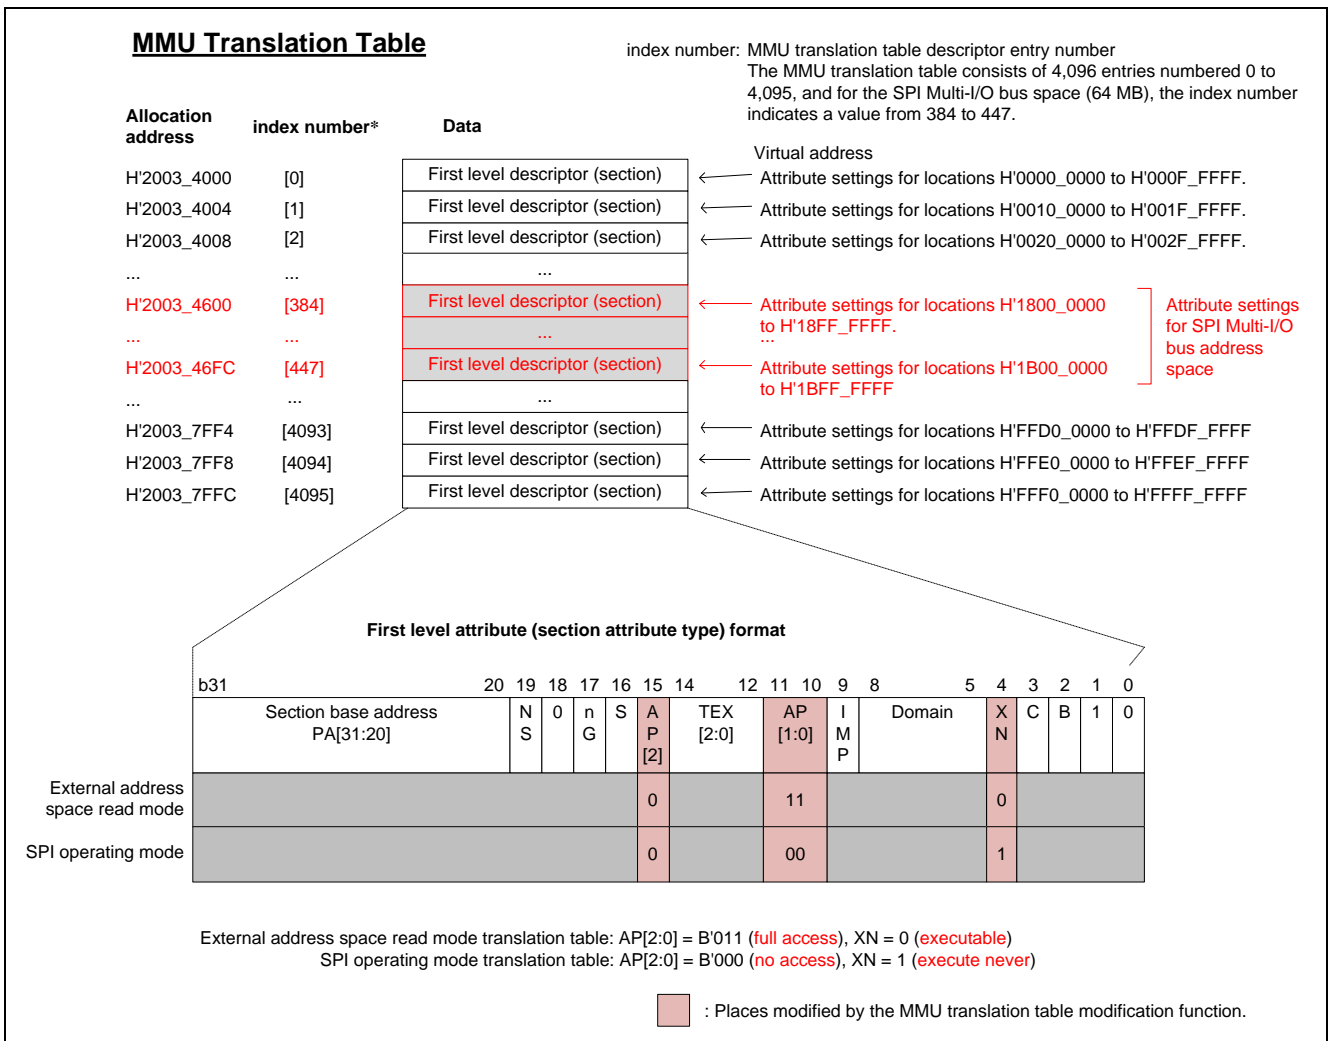 MMU Translation Table
index number: MMU translation table descriptor entry number
The MMU translation table consists of 4,096 entries numbered 0 to
4,095, and for the SPI Multi-I/O bus space (64 MB), the index number
indicates a value from 384 to 447.
Allocation
address
index number*
Data
Virtual address
H'2003_4000 [0] First level descriptor (section) Attribute settings for locations H'0000_0000 to H'000F_FFFF.
H'2003_4004 [1] First level descriptor (section) Attribute settings for locations H'0010_0000 to H'001F_FFFF.
H'2003_4008 [2] First level descriptor (section) Attribute settings for locations H'0020_0000 to H'002F_FFFF.
... ... ...
H'2003_4600 [384] First level descriptor (section) Attribute settings for locations H'1800_0000
to H'18FF_FFFF.
... ... ... ...
H'2003_46FC [447] First level descriptor (section) Attribute settings for locations H'1B00_0000
to H'1BFF_FFFF
Attribute settings
for SPI Multi-I/O
bus address
space
... ... ...
H'2003_7FF4 [4093] First level descriptor (section) Attribute settings for locations H'FFD0_0000 to H'FFDF_FFFF
H'2003_7FF8 [4094] First level descriptor (section) Attribute settings for locations H'FFE0_0000 to H'FFEF_FFFF
H'2003_7FFC [4095] First level descriptor (section) Attribute settings for locations H'FFF0_0000 to H'FFFF_FFFF
First level attribute (section attribute type) format
b31 20 19 18 17 16 15 14 12 11 10 9 8 5 4 3 2 1 0
Section base address N 0 n S A TEX AP I Domain X C B 1 0
PA[31:20] S G P [2:0] [1:0] M N
[2] P
External address
space read mode
0 11 0
SPI operating mode 0 00 1
External address space read mode translation table: AP[2:0] = B'011 (full access), XN = 0 (executable)
SPI operating mode translation table: AP[2:0] = B'000 (no access), XN = 1 (execute never)
: Places modified by the MMU translation table modification function.